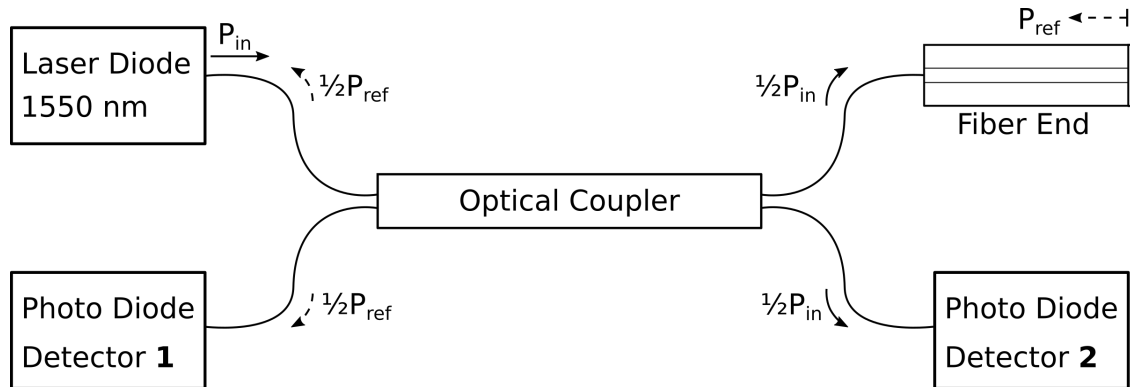 P_in
P_ref
Laser Diode
1550 nm
½P_ref
½P_in
Fiber End
Optical Coupler
Photo Diode
Detector 1
½P_ref
½P_in
Photo Diode
Detector 2